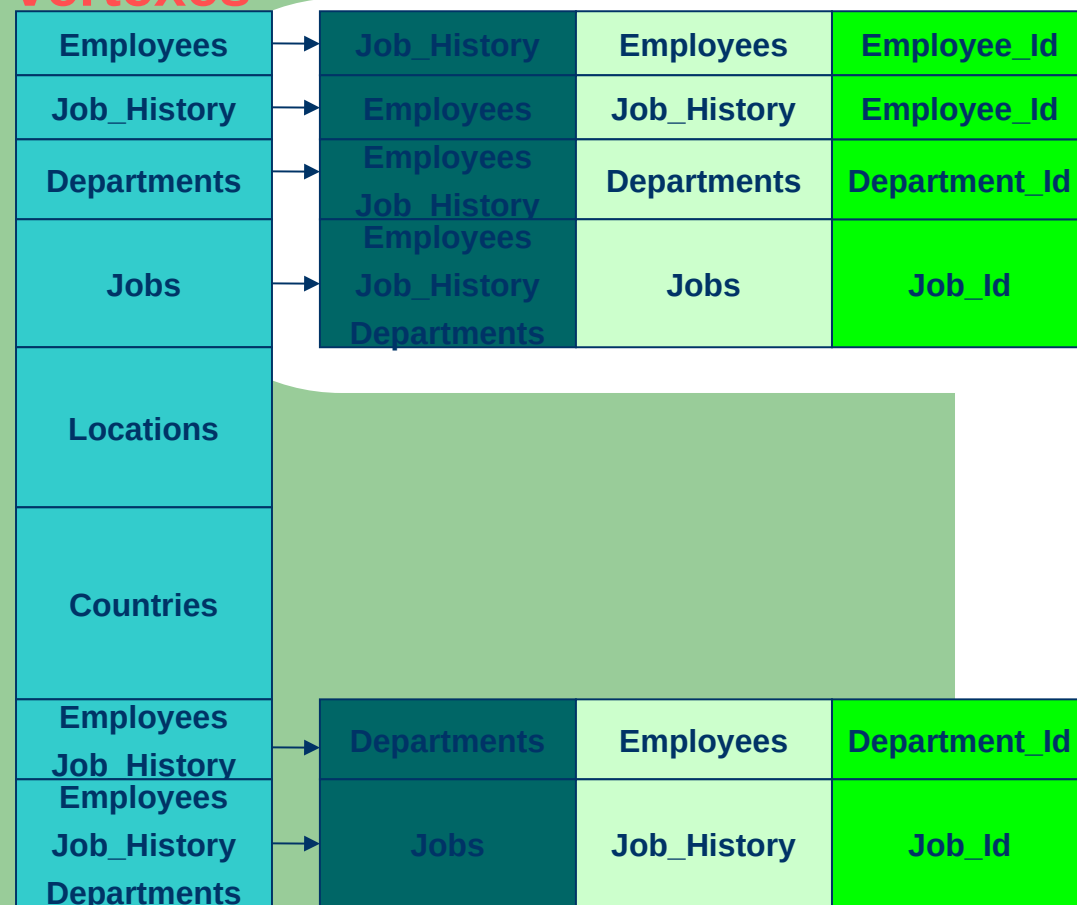 Vertexes
Employees Job_History Employees Employee_Id
Job_History Employees Job_History Employee_Id
Departments Employees Job_History Departments Department_Id
Jobs Employees Job_History Departments Jobs Job_Id
Locations
Countries
Employees Job_History Departments Employees Department_Id
Employees Job_History Departments Jobs Job_History Job_Id